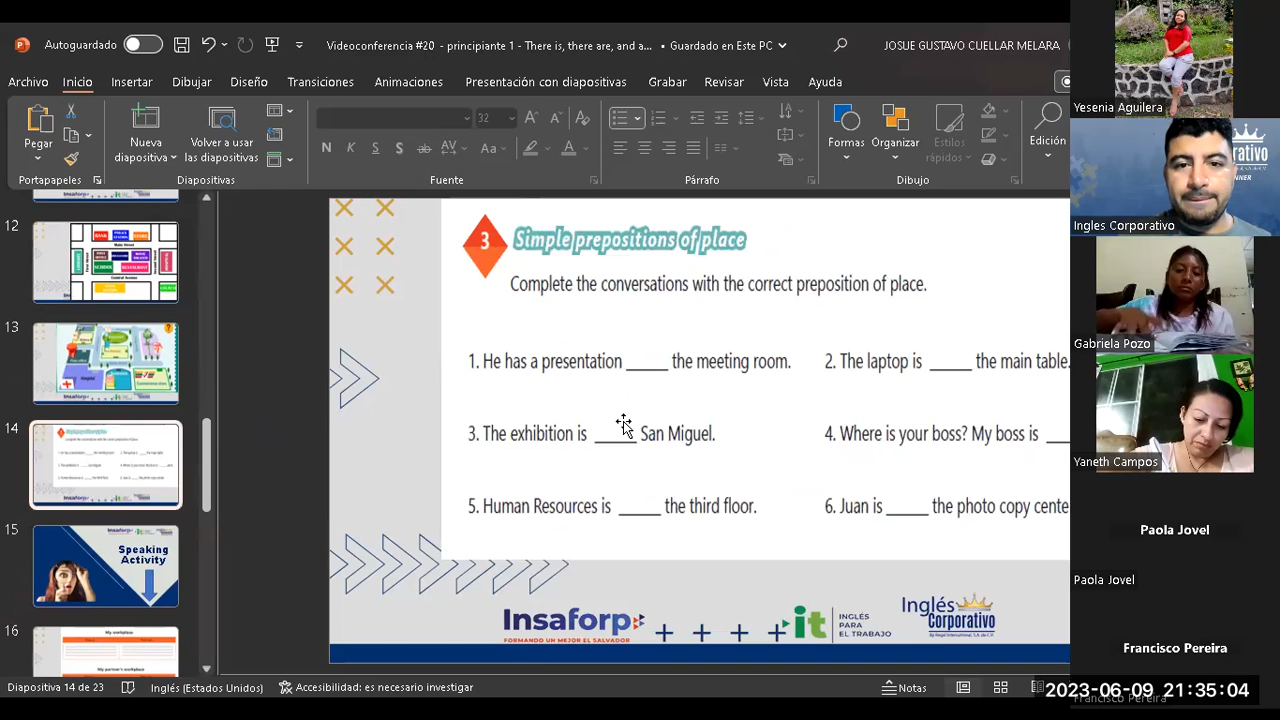 Autoguardado
Videoconferencia #20 - principiante 1 - There is, there are, and a... • Guardado en Este PC
JOSUE GUSTAVO CUELLAR MELARA
Archivo Inicio Insertar Dibujar Diseño Transiciones Animaciones Presentación con diapositivas Grabar Revisar Vista Ayuda
Pegar
Nueva diapositiva
Volver a usar las diapositivas
32
Formas
Organizar
Estilos rápidos
Edición
Portapapeles
Diapositivas
Fuente
Párrafo
Dibujo
12
13
14
15
Speaking
Activity
16
My workplace
My partner's workplace
3
Simple prepositions of place
Complete the conversations with the correct preposition of place.
1. He has a presentation _____ the meeting room.
2. The laptop is _____ the main table.
3. The exhibition is _____ San Miguel.
4. Where is your boss? My boss is ___
5. Human Resources is _____ the third floor.
6. Juan is _____ the photo copy cente
Insaforp
FORMANDO UN MEJOR EL SALVADOR
it
INGLÉS
PARA
EL TRABAJO
Inglés
Corporativo
Yesenia Aguilera
Ingles Corporativo
Gabriela Pozo
Yaneth Campos
Paola Jovel
Paola Jovel
Francisco Pereira
Francisco Pereira
Diapositiva 14 de 23
Inglés (Estados Unidos)
Accesibilidad: es necesario investigar
Notas
2023-06-09 21:35:04